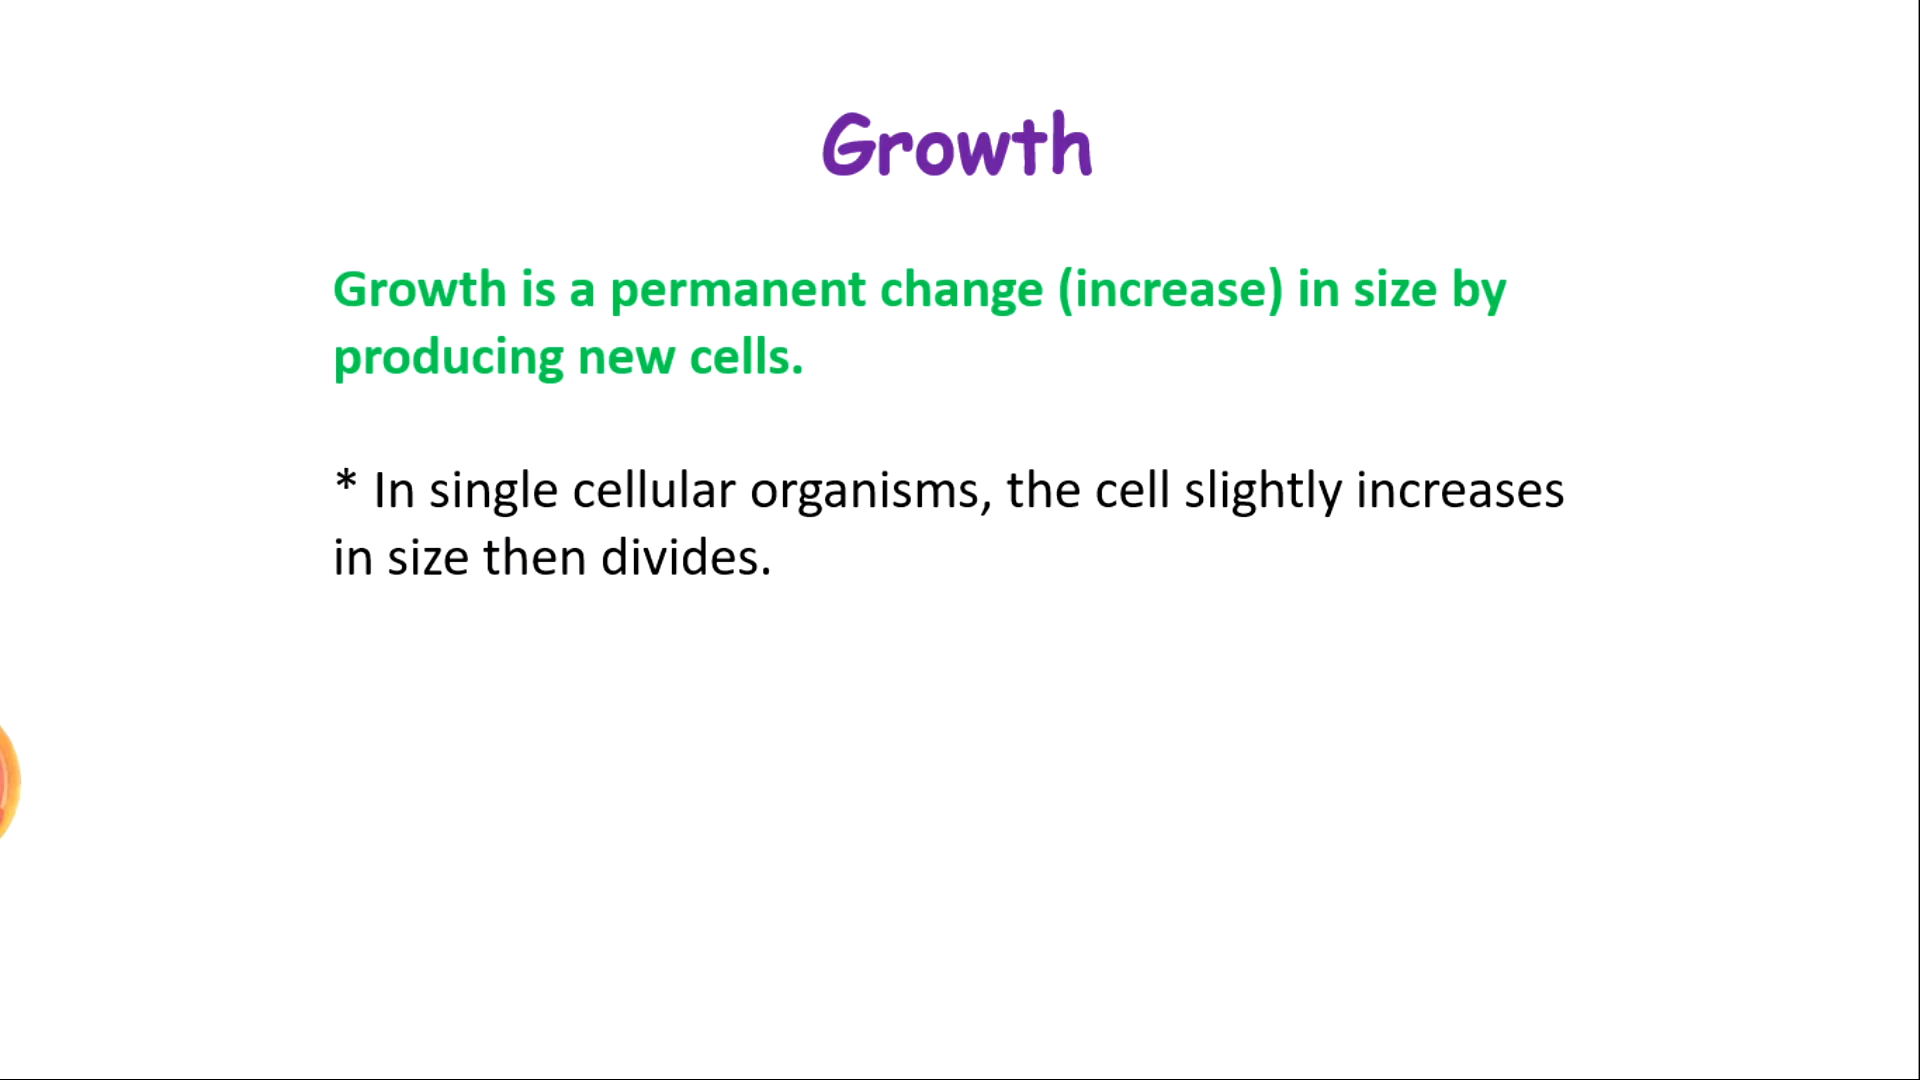 Growth
Growth is a permanent change (increase) in size by
producing new cells.
* In single cellular organisms, the cell slightly increases
in size then divides.